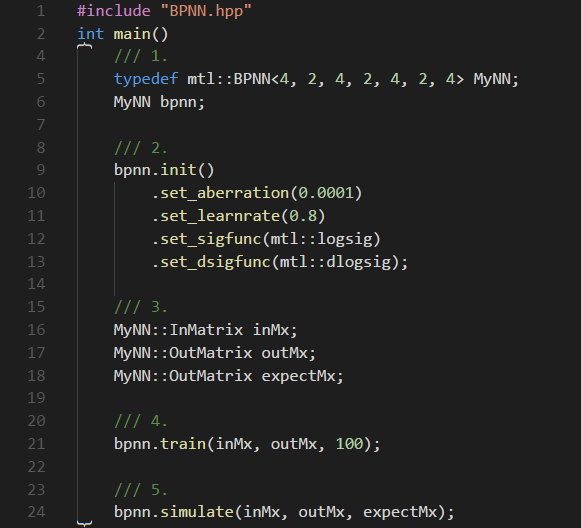 1 #include "BPNN.hpp"
2 int main()
{
4 /// 1.
5 typedef mtl::BPNN<4, 2, 4, 2, 4, 2, 4> MyNN;
6 MyNN bpnn;
7
8 /// 2.
9 bpnn.init()
10 .set_aberration(0.0001)
11 .set_learnrate(0.8)
12 .set_sigfunc(mtl::logsig)
13 .set_dsigfunc(mtl::dlogsig);
14
15 /// 3.
16 MyNN::InMatrix inMx;
17 MyNN::OutMatrix outMx;
18 MyNN::OutMatrix expectMx;
19
20 /// 4.
21 bpnn.train(inMx, outMx, 100);
22
23 /// 5.
24 bpnn.simulate(inMx, outMx, expectMx);
}